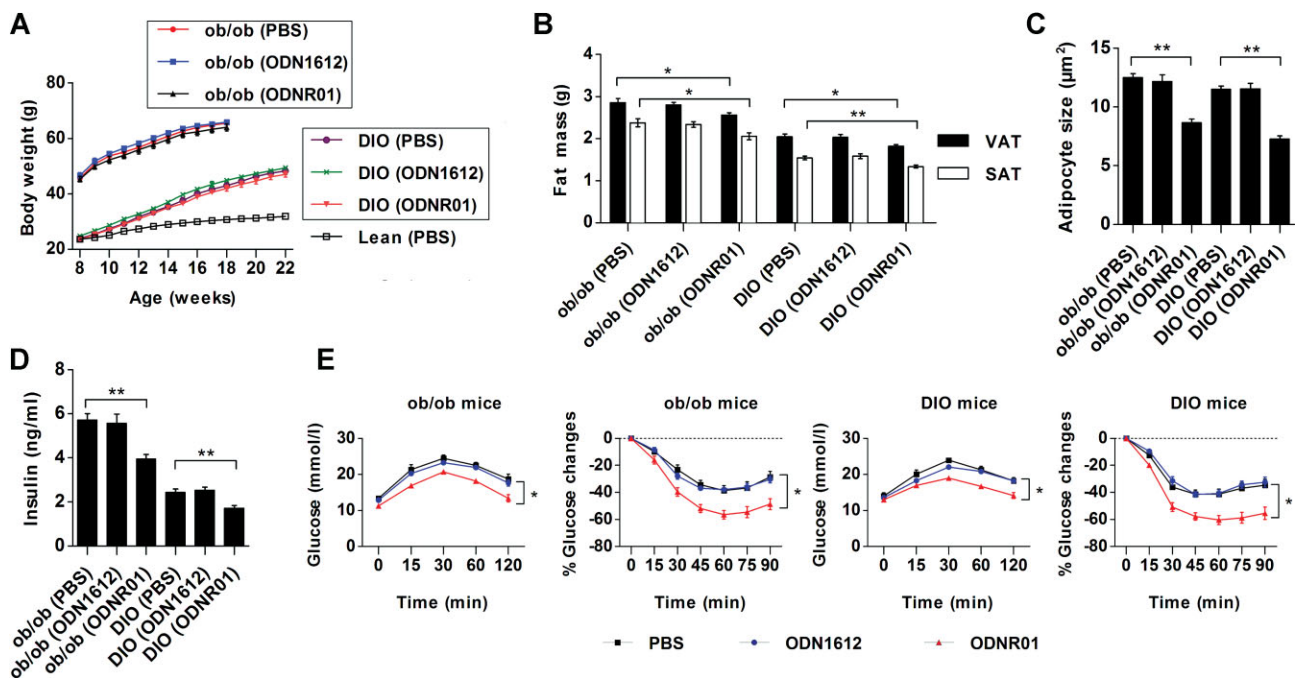 A
ob/ob (PBS)
ob/ob (ODN1612)
ob/ob (ODNR01)
DIO (PBS)
DIO (ODN1612)
DIO (ODNR01)
Lean (PBS)
Body weight (g)
80
60
40
20
8 10 12 14 16 18 20 22
Age (weeks)
B
Fat mass (g)
4
3
2
1
0
* * * **
VAT
SAT
ob/ob (PBS)
ob/ob (ODN1612)
ob/ob (ODNR01)
DIO (PBS)
DIO (ODN1612)
DIO (ODNR01)
C
Adipocyte size (μm²)
15
10
5
0
** **
ob/ob (PBS)
ob/ob (ODN1612)
ob/ob (ODNR01)
DIO (PBS)
DIO (ODN1612)
DIO (ODNR01)
D
Insulin (ng/ml)
8
6
4
2
0
** **
ob/ob (PBS)
ob/ob (ODN1612)
ob/ob (ODNR01)
DIO (PBS)
DIO (ODN1612)
DIO (ODNR01)
E
ob/ob mice
Glucose (mmol/l)
30
20
10
0
*
0 15 30 60 120
Time (min)
ob/ob mice
% Glucose changes
0
-20
-40
-60
-80
*
0 15 30 45 60 75 90
Time (min)
DIO mice
Glucose (mmol/l)
30
20
10
0
*
0 15 30 60 120
Time (min)
DIO mice
% Glucose changes
0
-20
-40
-60
-80
*
0 15 30 45 60 75 90
Time (min)
PBS ODN1612 ODNR01